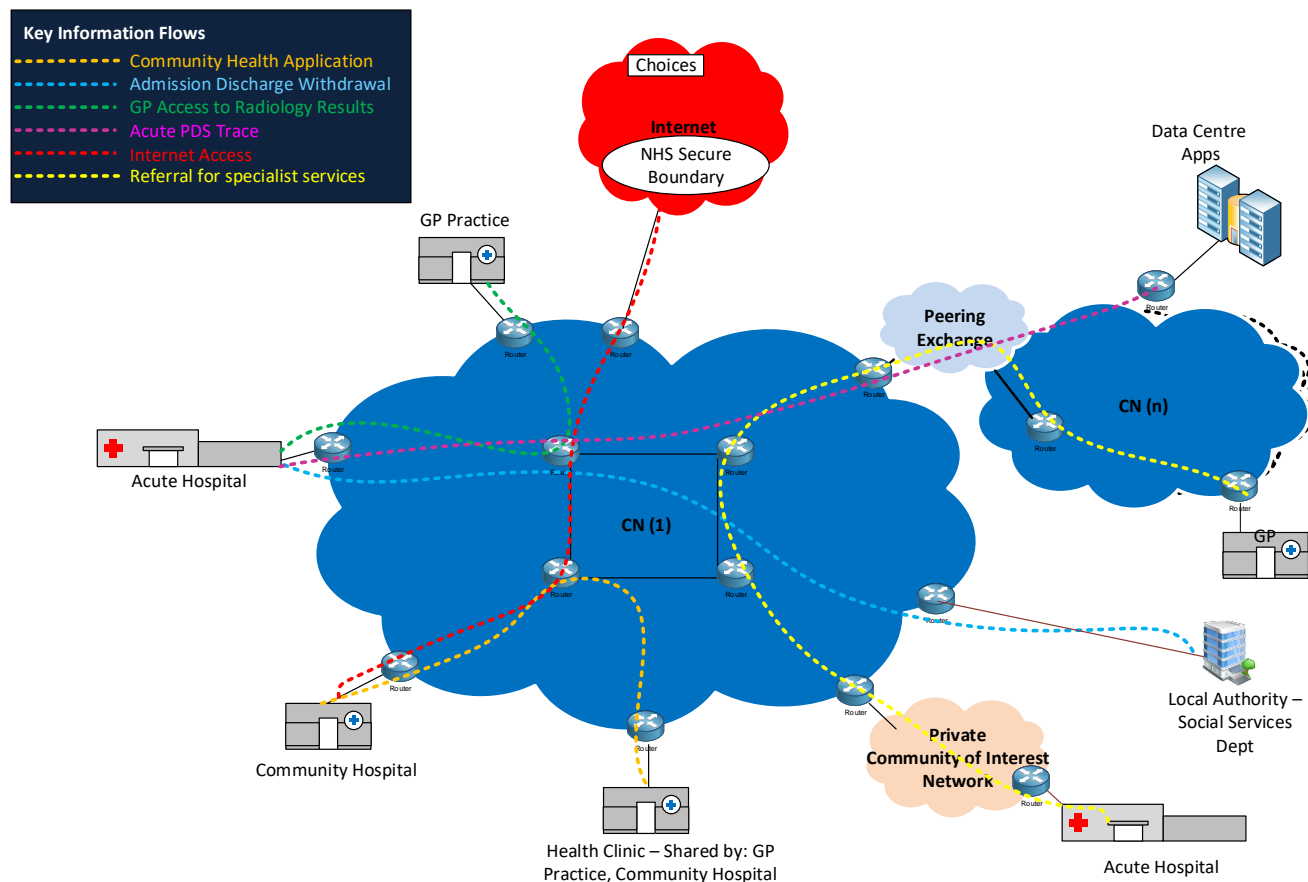 Key Information Flows
Community Health Application
Admission Discharge Withdrawal
GP Access to Radiology Results
Acute PDS Trace
Internet Access
Referral for specialist services
Choices
Internet
NHS Secure
Boundary
Data Centre
Apps
GP Practice
Router
Router
Router
Peering
Exchange
Router
CN (n)
Router
Router
GP
Acute Hospital
Router
Router
Router
CN (1)
Router
Router
Router
Local Authority –
Social Services
Dept
Router
Community Hospital
Router
Private
Community of Interest
Network
Router
Router
Health Clinic – Shared by: GP
Practice, Community Hospital
Acute Hospital